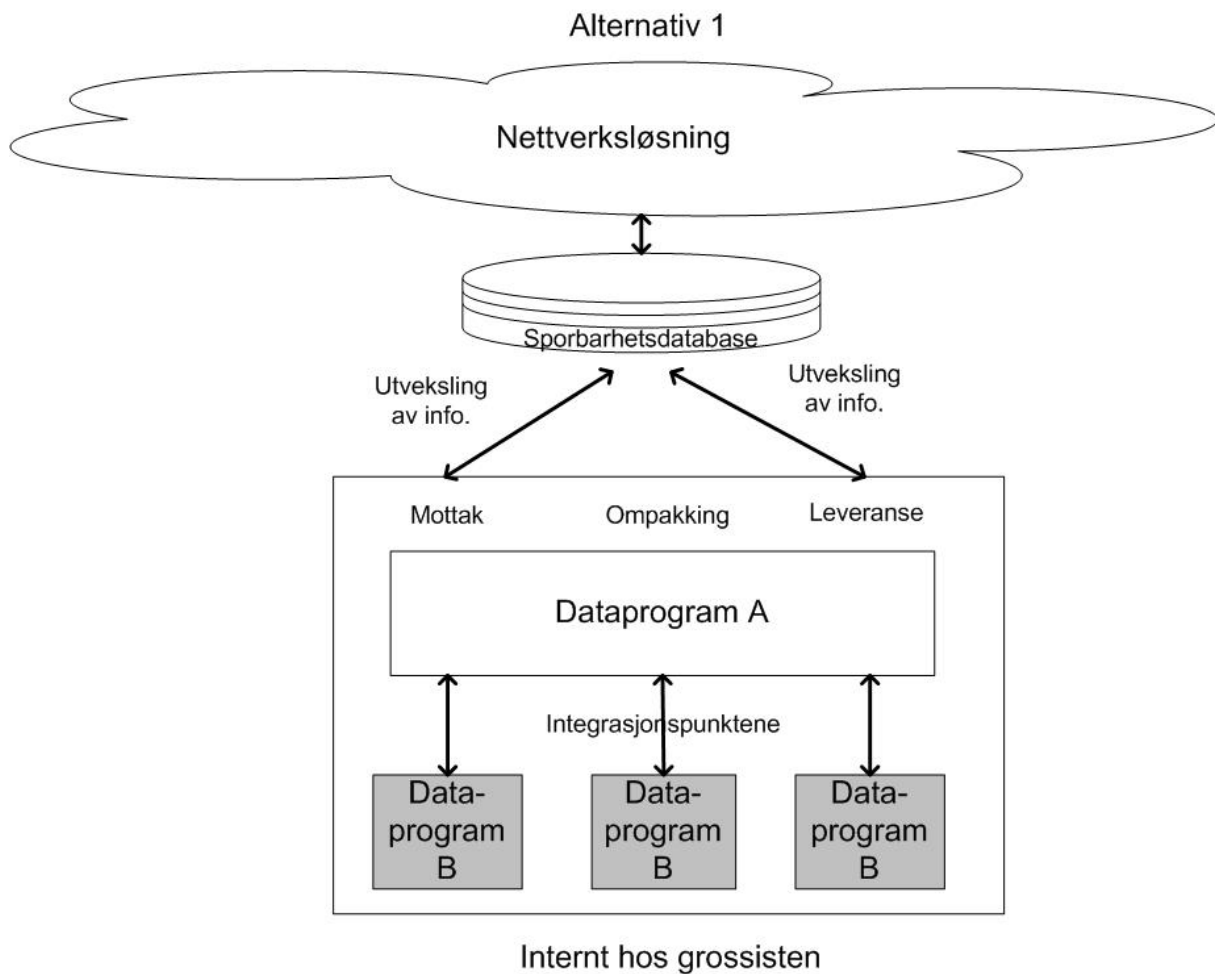 Alternativ 1
Nettverksløsning
Sporbarhetsdatabase
Utveksling
av info.
Utveksling
av info.
Mottak
Ompakking
Leveranse
Dataprogram A
Integrasjonspunktene
Data-
program
B
Data-
program
B
Data-
program
B
Internt hos grossisten